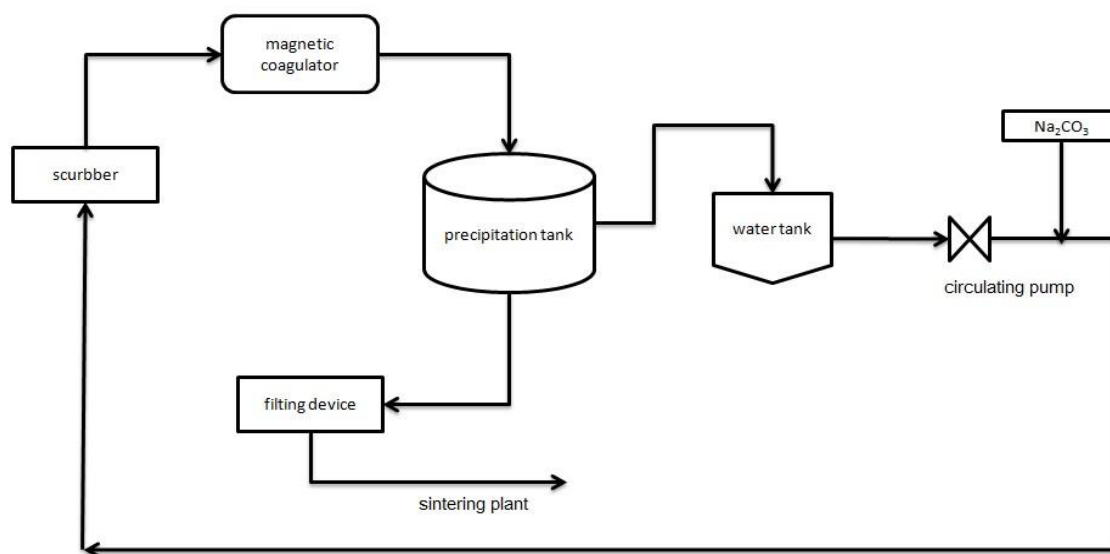 magnetic
coagulator
Na₂CO₃
scurbber
precipitation tank
water tank
circulating pump
filting device
sintering plant